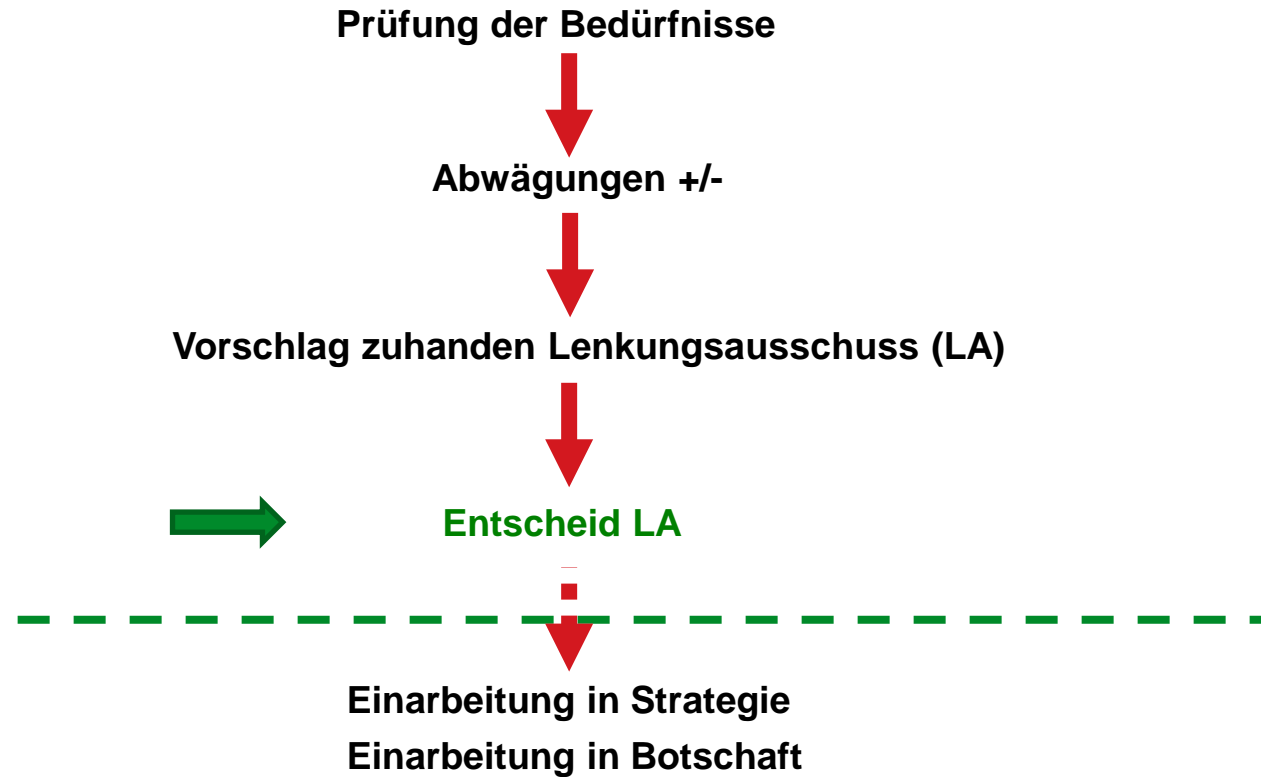 Prüfung der Bedürfnisse
Abwägungen +/-
Vorschlag zuhanden Lenkungsausschuss (LA)
Entscheid LA
Einarbeitung in Strategie
Einarbeitung in Botschaft